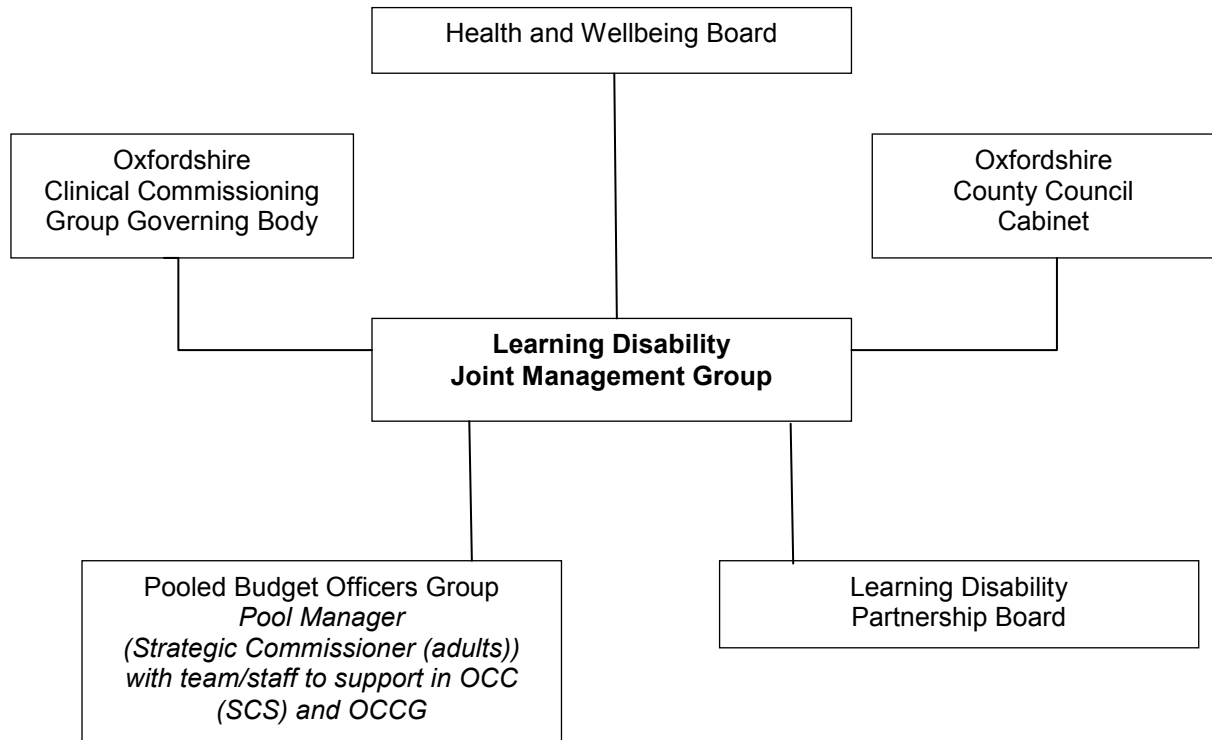 Health and Wellbeing Board
Oxfordshire
Clinical Commissioning
Group Governing Body
Oxfordshire
County Council
Cabinet
Learning Disability
Joint Management Group
Pooled Budget Officers Group
Pool Manager
(Strategic Commissioner (adults))
with team/staff to support in OCC
(SCS) and OCCG
Learning Disability
Partnership Board